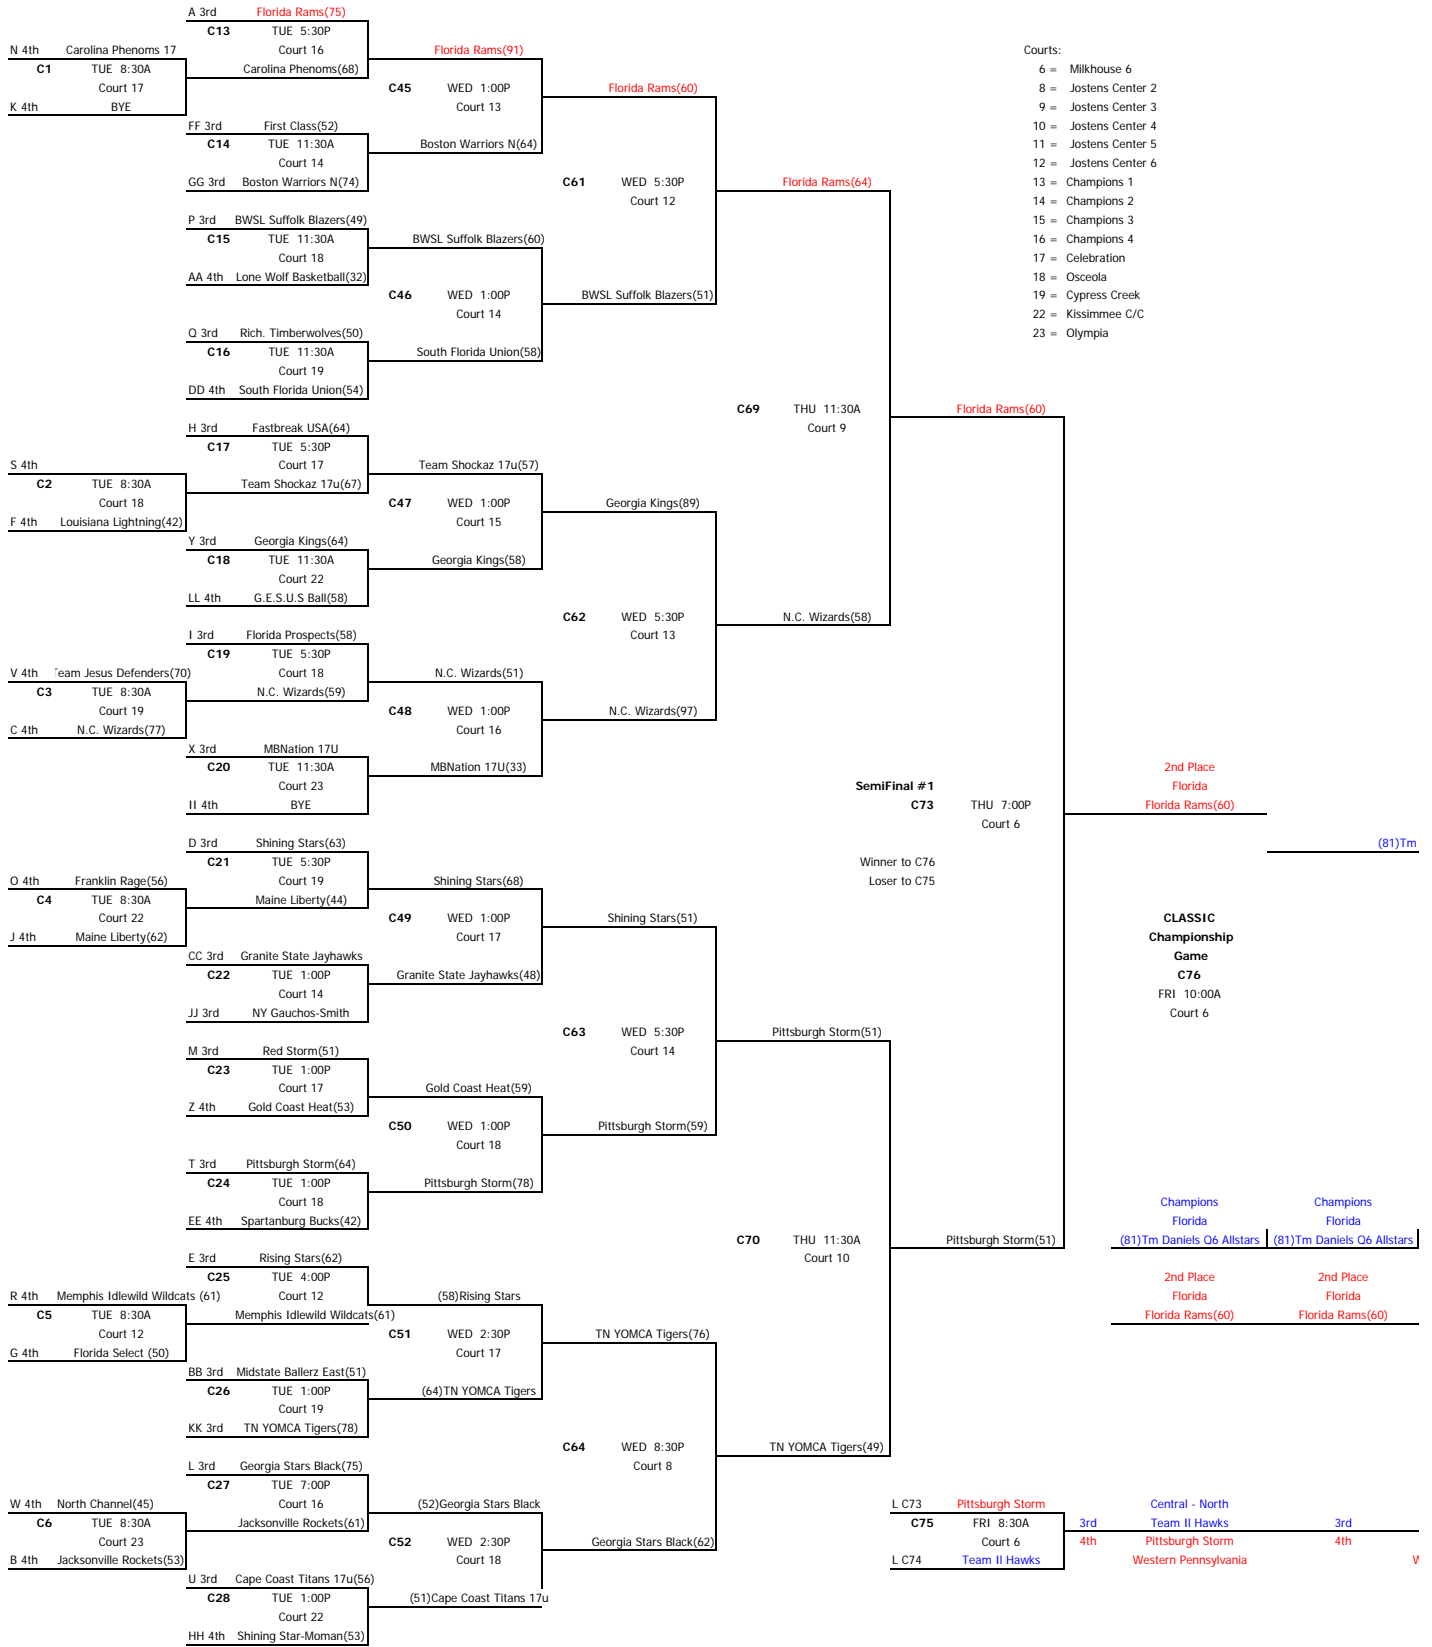 A 3rd Florida Rams(75)
C13 TUE 5:30P
N 4th Carolina Phenoms 17 Court 16 Florida Rams(91) Courts:
C1 TUE 8:30A Carolina Phenoms(68) 6 = Milkhouse 6
Court 17 C45 WED 1:00P Florida Rams(60) 8 = Jostens Center 2
K 4th BYE Court 13 9 = Jostens Center 3
FF 3rd First Class(52) 10 = Jostens Center 4
C14 TUE 11:30A Boston Warriors N(64) 11 = Jostens Center 5
Court 14 12 = Jostens Center 6
GG 3rd Boston Warriors N(74) C61 WED 5:30P Florida Rams(64) 13 = Champions 1
Court 12 14 = Champions 2
P 3rd BWSL Suffolk Blazers(49) 15 = Champions 3
C15 TUE 11:30A BWSL Suffolk Blazers(60) 16 = Champions 4
Court 18 17 = Celebration
AA 4th Lone Wolf Basketball(32) 18 = Osceola
C46 WED 1:00P BWSL Suffolk Blazers(51) 19 = Cypress Creek
Court 14 22 = Kissimmee C/C
Q 3rd Rich. Timberwolves(50) 23 = Olympia
C16 TUE 11:30A South Florida Union(58)
Court 19
DD 4th South Florida Union(54)
C69 THU 11:30A Florida Rams(60)
H 3rd Fastbreak USA(64) Court 9
C17 TUE 5:30P
S 4th Court 17 Team Shockaz 17u(57)
C2 TUE 8:30A Team Shockaz 17u(67)
Court 18 C47 WED 1:00P Georgia Kings(89)
F 4th Louisiana Lightning(42) Court 15
Y 3rd Georgia Kings(64)
C18 TUE 11:30A Georgia Kings(58)
Court 22
LL 4th G.E.S.U.S Ball(58)
C62 WED 5:30P N.C. Wizards(58)
I 3rd Florida Prospects(58) Court 13
C19 TUE 5:30P
V 4th Team Jesus Defenders(70) Court 18 N.C. Wizards(51)
C3 TUE 8:30A N.C. Wizards(59)
Court 19 C48 WED 1:00P N.C. Wizards(97)
C 4th N.C. Wizards(77) Court 16
X 3rd MBNation 17U
C20 TUE 11:30A MBNation 17U(33) 2nd Place
Court 23 SemiFinal #1 Florida
II 4th BYE C73 THU 7:00P Florida Rams(60)
Court 6
D 3rd Shining Stars(63) (81)Tm
C21 TUE 5:30P Winner to C76
O 4th Franklin Rage(56) Court 19 Shining Stars(68) Loser to C75
C4 TUE 8:30A Maine Liberty(44)
Court 22 C49 WED 1:00P Shining Stars(51) CLASSIC
J 4th Maine Liberty(62) Court 17 Championship
CC 3rd Granite State Jayhawks Game
C22 TUE 1:00P Granite State Jayhawks(48) C76
Court 14 FRI 10:00A
JJ 3rd NY Gauchos-Smith Court 6
C63 WED 5:30P Pittsburgh Storm(51)
M 3rd Red Storm(51) Court 14
C23 TUE 1:00P
Court 17 Gold Coast Heat(59)
Z 4th Gold Coast Heat(53)
C50 WED 1:00P Pittsburgh Storm(59)
Court 18
T 3rd Pittsburgh Storm(64)
C24 TUE 1:00P Pittsburgh Storm(78)
Court 18 Champions Champions
EE 4th Spartanburg Bucks(42) Florida Florida
C70 THU 11:30A Pittsburgh Storm(51) (81)Tm Daniels Q6 Allstars (81)Tm Daniels Q6 Allstars
E 3rd Rising Stars(62) Court 10
C25 TUE 4:00P 2nd Place 2nd Place
R 4th Memphis Idlewild Wildcats (61) Court 12 (58)Rising Stars Florida Florida
C5 TUE 8:30A Memphis Idlewild Wildcats(61) Florida Rams(60) Florida Rams(60)
Court 12 C51 WED 2:30P TN YOMCA Tigers(76)
G 4th Florida Select (50) Court 17
BB 3rd Midstate Ballerz East(51)
C26 TUE 1:00P (64)TN YOMCA Tigers
Court 19
KK 3rd TN YOMCA Tigers(78)
C64 WED 8:30P TN YOMCA Tigers(49)
L 3rd Georgia Stars Black(75) Court 8
C27 TUE 7:00P
W 4th North Channel(45) Court 16 (52)Georgia Stars Black L C73 Pittsburgh Storm Central - North
C6 TUE 8:30A Jacksonville Rockets(61) C75 FRI 8:30A 3rd Team II Hawks 3rd
Court 23 C52 WED 2:30P Georgia Stars Black(62) Court 6 4th Pittsburgh Storm 4th
B 4th Jacksonville Rockets(53) Court 18 L C74 Team II Hawks Western Pennsylvania
U 3rd Cape Coast Titans 17u(56)
C28 TUE 1:00P (51)Cape Coast Titans 17u
Court 22
HH 4th Shining Star-Moman(53)